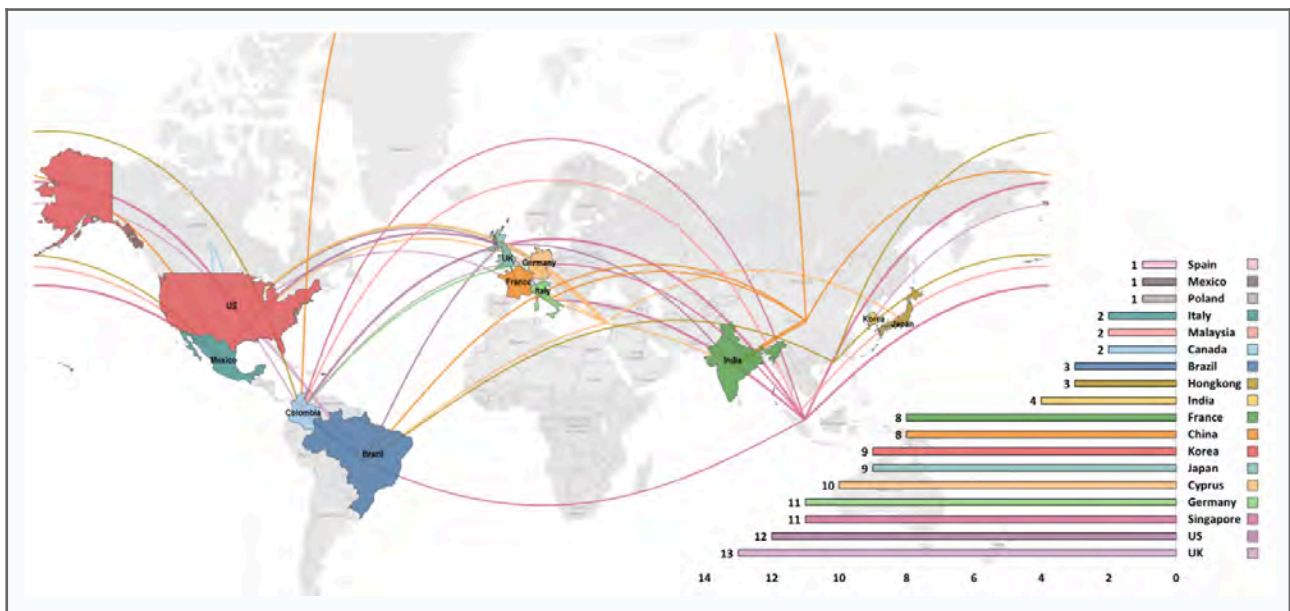 UK
Germany
France
Italy
US
Mexico
Colombia
Brazil
India
Korea
Japan
1 Spain
1 Mexico
1 Poland
2 Italy
2 Malaysia
2 Canada
3 Brazil
3 Hongkong
4 India
8 France
8 China
9 Korea
9 Japan
10 Cyprus
11 Germany
11 Singapore
12 US
13 UK
14 12 10 8 6 4 2 0